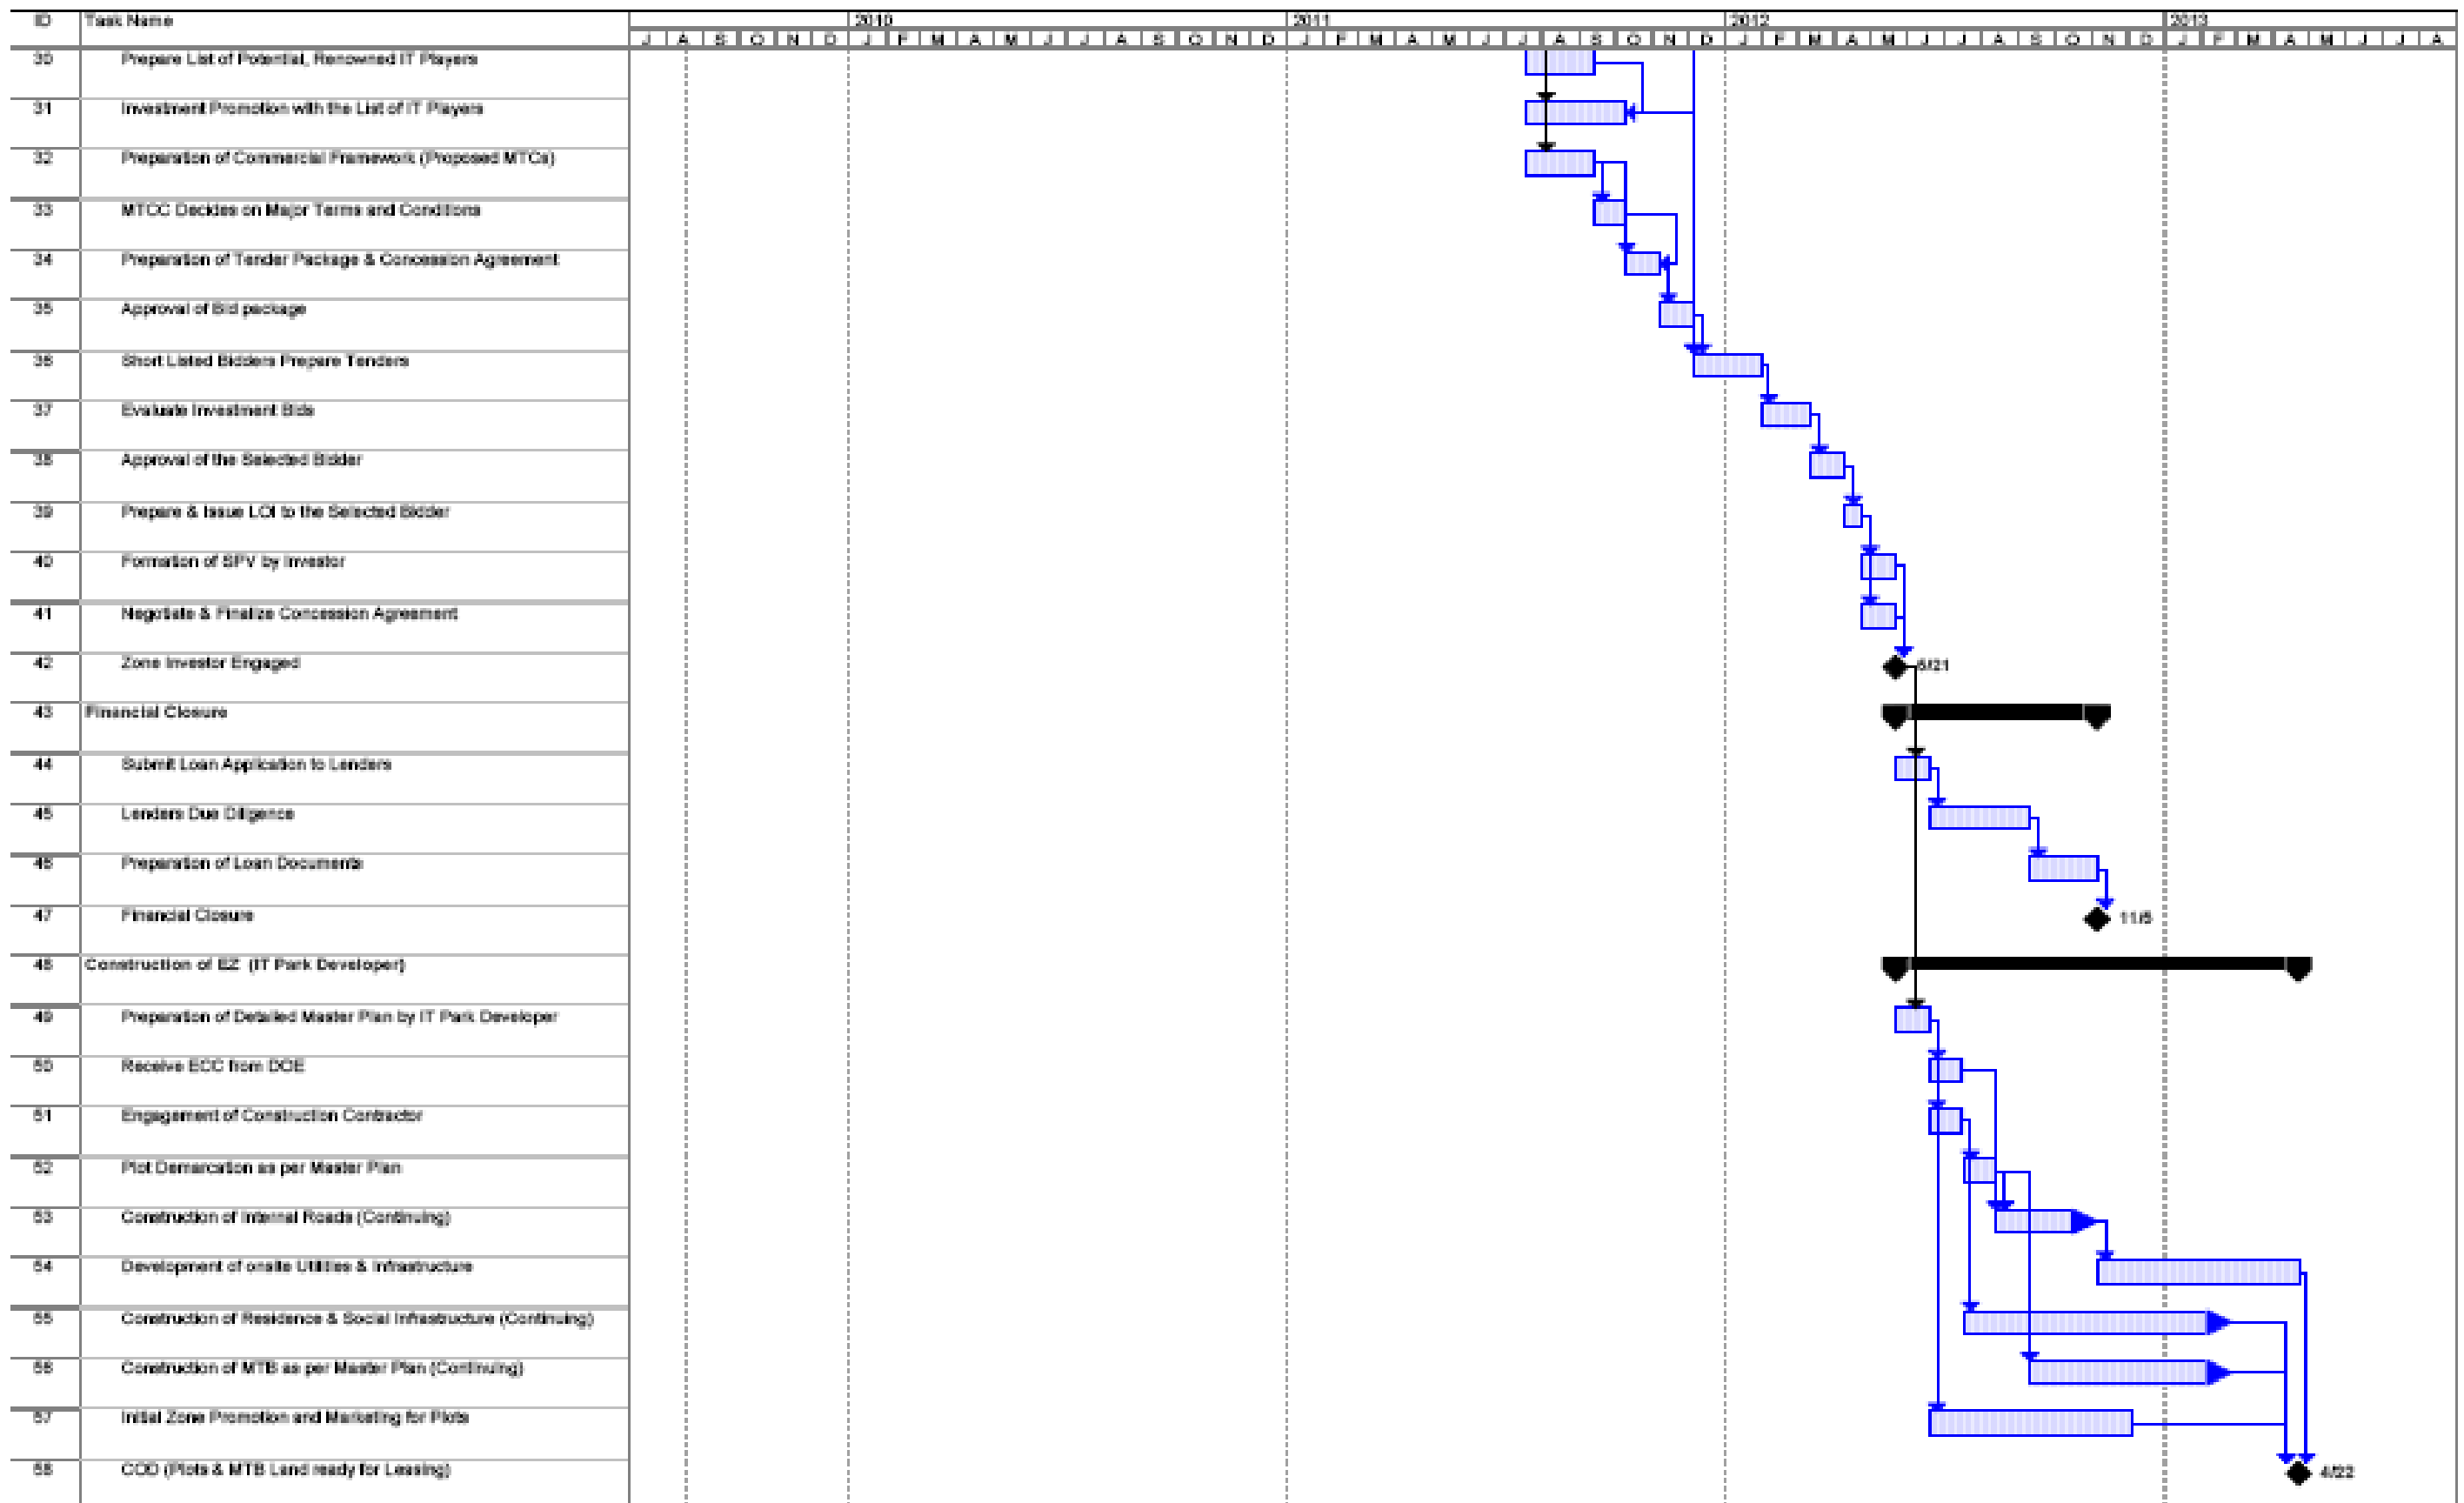 ID Task Name 2010 2011 2012 2013
J A S O N D J F M A M J J A S O N D J F M A M J J A S O N D J F M A M J J A S O N D J F M A M J J A
30 Prepare List of Potential, Renowned IT Players
31 Investment Promotion with the List of IT Players
32 Preparation of Commercial Framework (Proposed MTCs)
33 MTCC Decides on Major Terms and Conditions
34 Preparation of Tender Package & Concession Agreement
35 Approval of Bid package
36 Short Listed Bidders Prepare Tenders
37 Evaluate Investment Bids
38 Approval of the Selected Bidder
39 Prepare & Issue LOI to the Selected Bidder
40 Formation of SPV by Investor
41 Negotiate & Finalize Concession Agreement
42 Zone Investor Engaged
43 Financial Closure
44 Submit Loan Application to Lenders
45 Lenders Due Diligence
46 Preparation of Loan Documents
47 Financial Closure 11/5
48 Construction of EZ (IT Park Developer)
49 Preparation of Detailed Master Plan by IT Park Developer
50 Receive ECC from DOE
51 Engagement of Construction Contractor
52 Plot Demarcation as per Master Plan
53 Construction of Internal Roads (Continuing)
54 Development of onsite Utilities & Infrastructure
55 Construction of Residence & Social Infrastructure (Continuing)
56 Construction of MTB as per Master Plan (Continuing)
57 Initial Zone Promotion and Marketing for Plots
58 COD (Plots & MTB Land ready for Leasing) 4/22